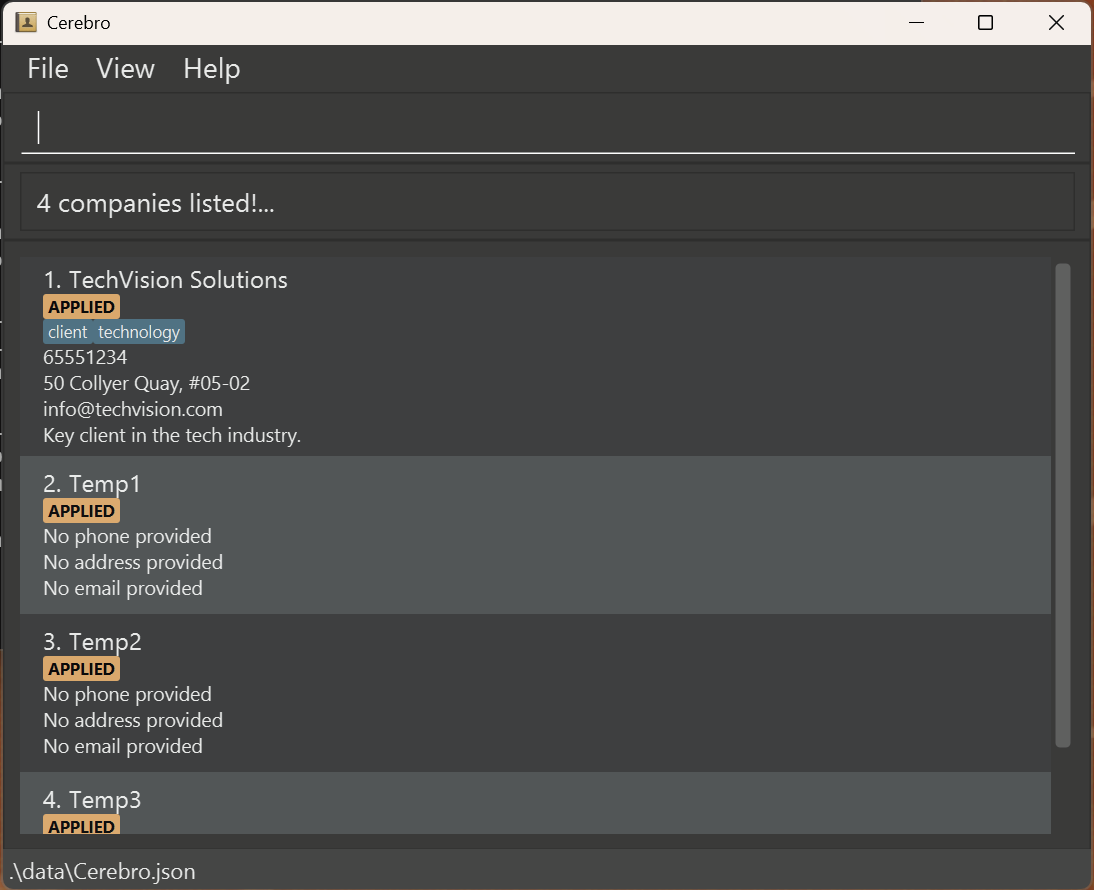 Cerebro
File View Help
4 companies listed!...
1. TechVision Solutions
APPLIED
client technology
65551234
50 Collyer Quay, #05-02
info@techvision.com
Key client in the tech industry.
2. Temp1
APPLIED
No phone provided
No address provided
No email provided
3. Temp2
APPLIED
No phone provided
No address provided
No email provided
4. Temp3
APPLIED
.\data\Cerebro.json